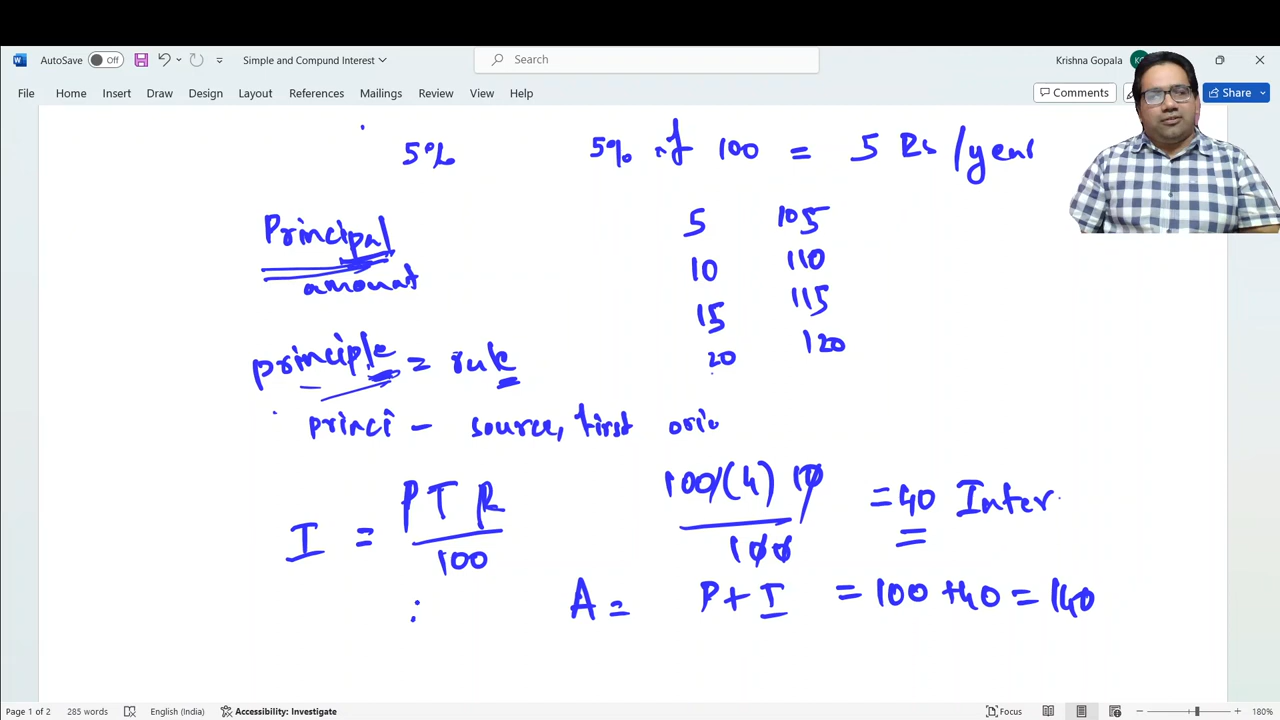 AutoSave Off Simple and Compund Interest Search Krishna Gopala
File Home Insert Draw Design Layout References Mailings Review View Help Comments Share
5% 5% of 100 = 5 Rs /year
Principal
amount
5 105
10 110
15 115
20 120
principle = rule
princi - source, first oric
I = PTR/100 100(4) 10/100 = 40 Inter
A = P + I = 100 + 40 = 140
Page 1 of 2 285 words English (India) Accessibility: Investigate Focus 180%